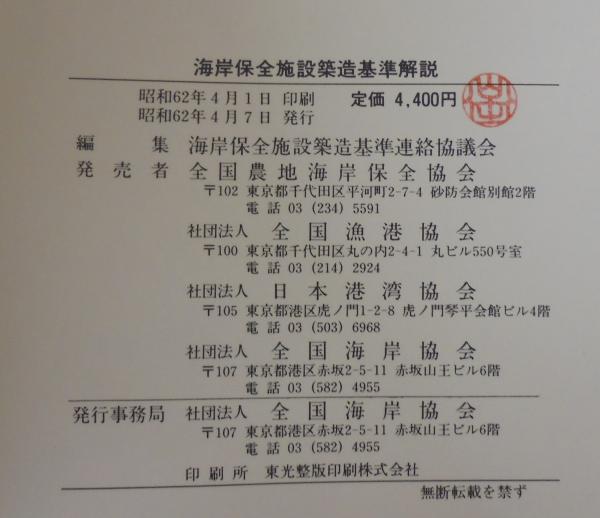 海岸保全施設築造基準解説
昭和62年4月1日 印刷 定価 4,400円
昭和62年4月7日 発行
編集 海岸保全施設築造基準連絡協議会
発売者 全国農地海岸保全協会
〒102 東京都千代田区平河町2-7-4 砂防会館別館2階
電話 03 (234) 5591
社団法人 全国漁港協会
〒100 東京都千代田区丸の内2-4-1 丸ビル550号室
電話 03 (214) 2924
社団法人 日本港湾協会
〒105 東京都港区虎ノ門1-2-8 虎ノ門琴平会館ビル4階
電話 03 (503) 6968
社団法人 全国海岸協会
〒107 東京都港区赤坂2-5-11 赤坂山王ビル6階
電話 03 (582) 4955
発行事務局 社団法人 全国海岸協会
〒107 東京都港区赤坂2-5-11 赤坂山王ビル6階
電話 03 (582) 4955
印刷所 東光整版印刷株式会社
無断転載を禁ず